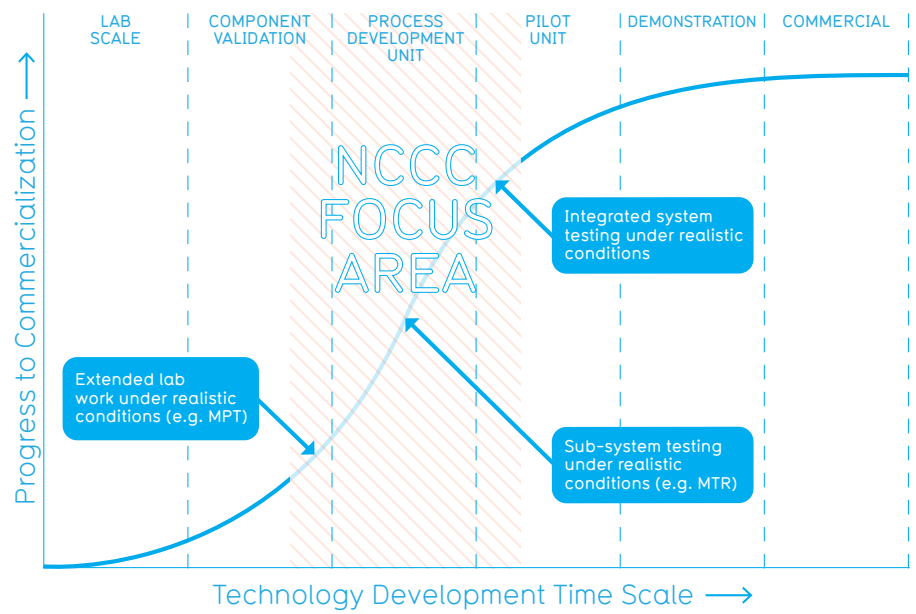 LAB
SCALE
COMPONENT
VALIDATION
PROCESS
DEVELOPMENT
UNIT
PILOT
UNIT
DEMONSTRATION
COMMERCIAL
Progress to Commercialization
NCCC
FOCUS
AREA
Integrated system
testing under realistic
conditions
Extended lab
work under realistic
conditions (e.g. MPT)
Sub-system testing
under realistic
conditions (e.g. MTR)
Technology Development Time Scale